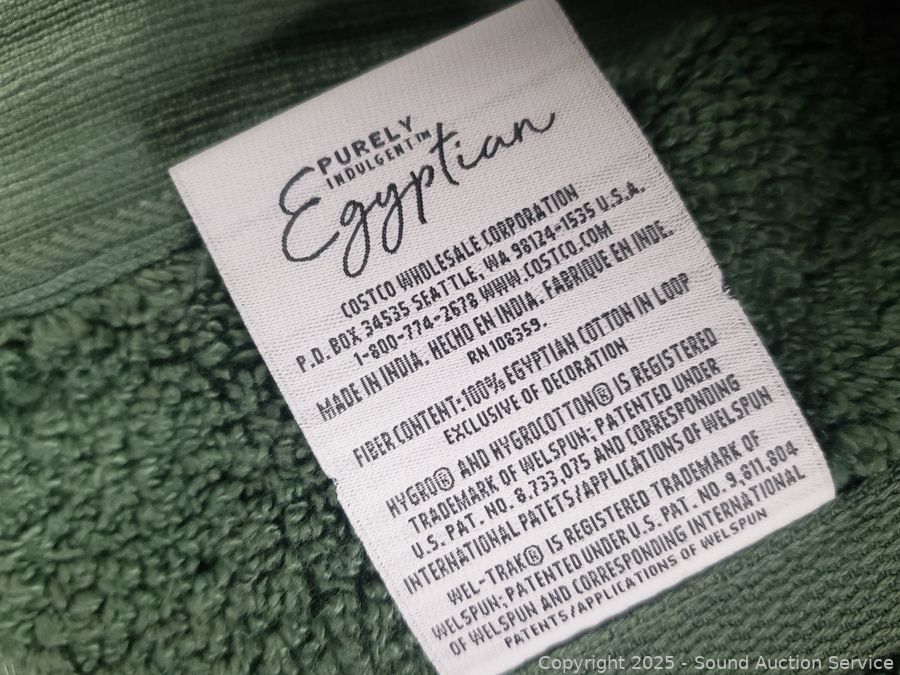 PURELY
INDULGENT™
Egyptian
COSTCO WHOLESALE CORPORATION
P.O. BOX 34535 SEATTLE, WA 98124-1535 U.S.A.
1-800-774-2678 WWW.COSTCO.COM
MADE IN INDIA. HECHO EN INDIA. FABRIQUE EN INDE.
RN 108359.
FIBER CONTENT:100% EGYPTIAN COTTON IN LOOP
EXCLUSIVE OF DECORATION
HYGRO® AND HYGROCOTTON® IS REGISTERED
TRADEMARK OF WELSPUN; PATENTED UNDER
U.S. PAT. NO. 8,733,075 AND CORRESPONDING
INTERNATIONAL PATETS/APPLICATIONS OF WELSPUN
WEL-TRAK® IS REGISTERED TRADEMARK OF
WELSPUN; PATENTED UNDER U.S. PAT. NO. 9,811,804
OF WELSPUN AND CORRESPONDING INTERNATIONAL
PATENTS/APPLICATIONS OF WELSPUN
Copyright 2025 - Sound Auction Service